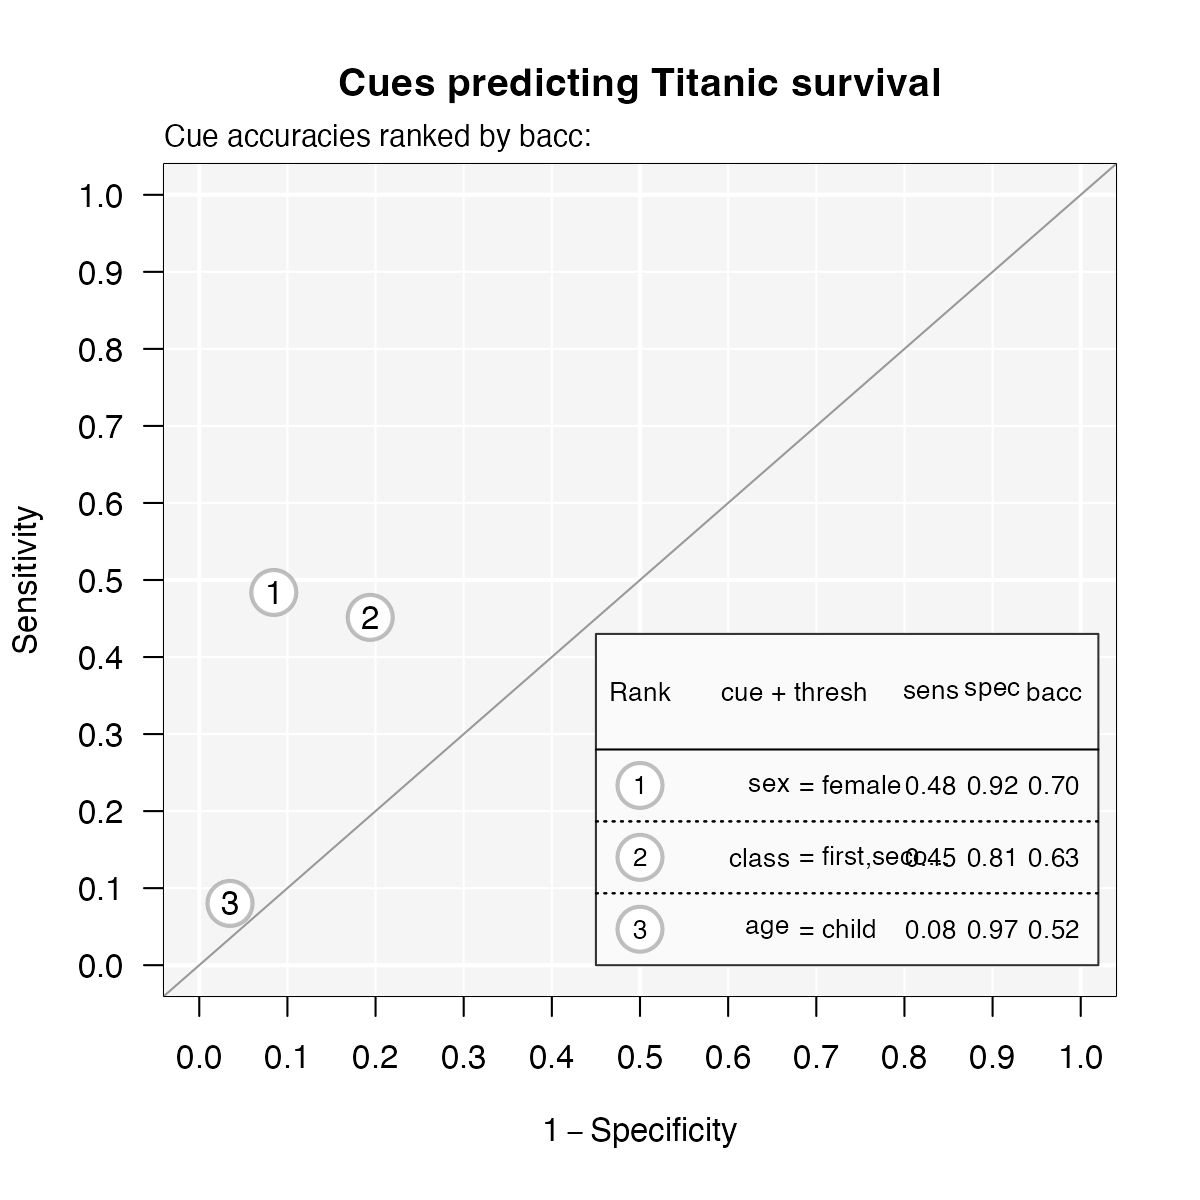 Cues predicting Titanic survival
Cue accuracies ranked by bacc:
Sensitivity
1.0
0.9
0.8
0.7
0.6
0.5
0.4
0.3
0.2
0.1
0.0
1
2
3
Rank cue + thresh sens spec bacc
1 sex = female 0.48 0.92 0.70
2 class = first,seco... 0.45 0.81 0.63
3 age = child 0.08 0.97 0.52
0.0 0.1 0.2 0.3 0.4 0.5 0.6 0.7 0.8 0.9 1.0
1 – Specificity